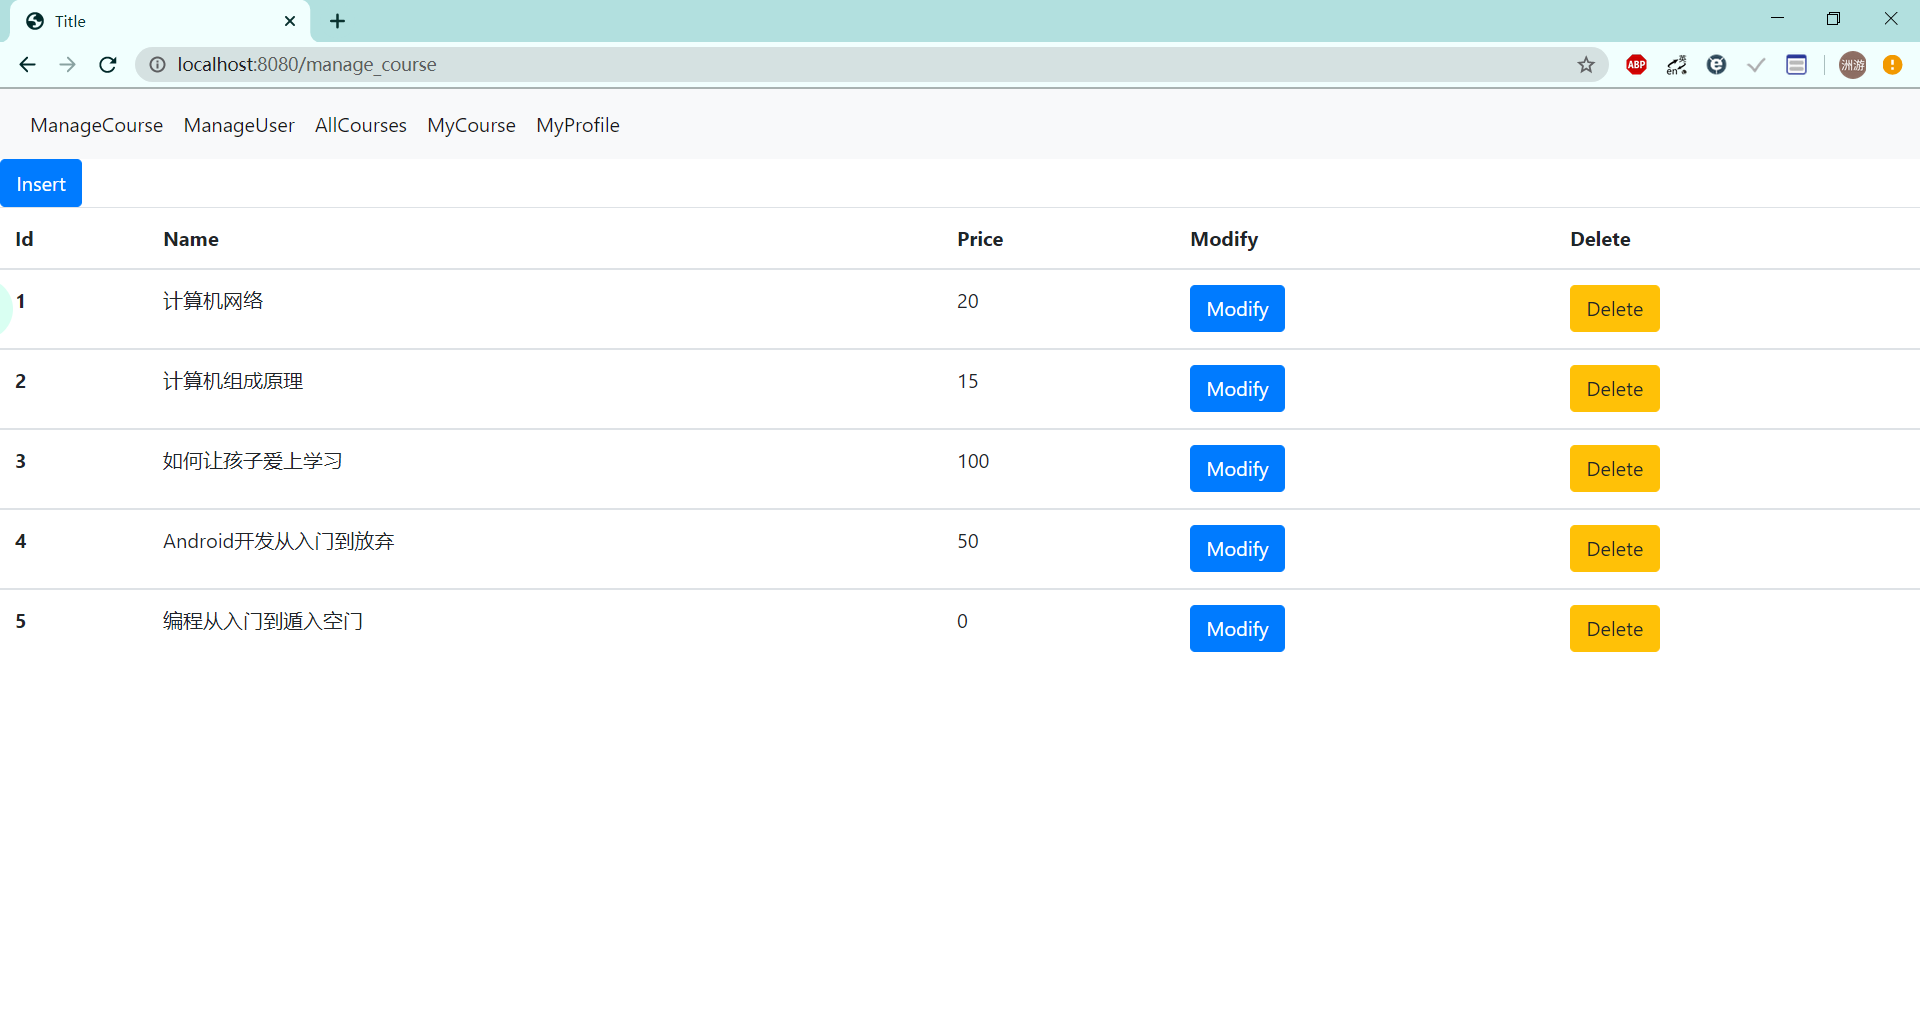 Title
localhost:8080/manage_course
ABP
en 英
洲游
ManageCourse ManageUser AllCourses MyCourse MyProfile
Insert
Id Name Price Modify Delete
1 计算机网络 20 Modify Delete
2 计算机组成原理 15 Modify Delete
3 如何让孩子爱上学习 100 Modify Delete
4 Android开发从入门到放弃 50 Modify Delete
5 编程从入门到遁入空门 0 Modify Delete